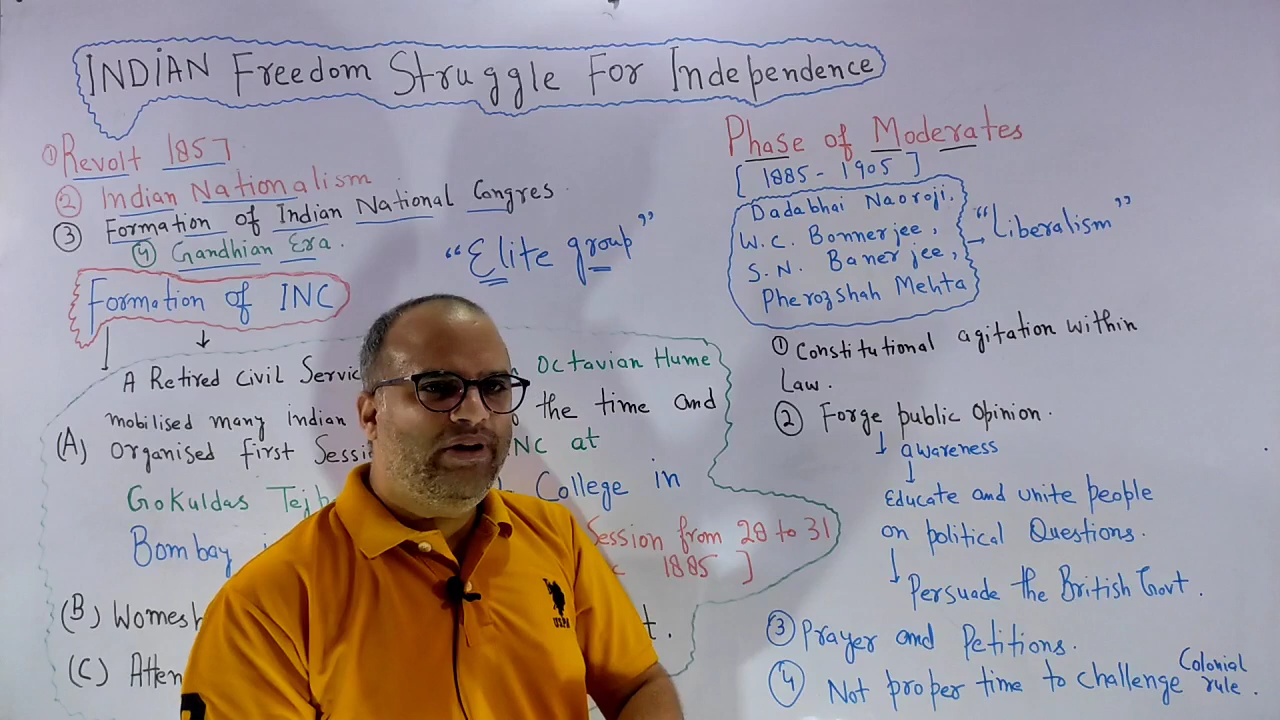 INDIAN Freedom Struggle For Independence
① Revolt 1857
② Indian Nationalism
③ Formation of Indian National Congres
④ Gandhian Era.
"Elite group"
Formation of INC
A Retired Civil Servic Octavian Hume
mobilised many indian the time and
(A) organised first Sessi NC at
Gokuldas Tejp College in
Bombay Session from 28 to 31
1885 ]
(B) Womesh t.
(C) Atten
Phase of Moderates
[ 1885 - 1905 ]
Dadabhai Naoroji,
W.C. Bonnerjee,
S.N. Banerjee,
Pherozshah Mehta
"Liberalism"
① Constitutional agitation within
Law.
② Forge public Opinion.
awareness
Educate and unite people
on political Questions.
Persuade the British Govt.
③ Prayer and Petitions.
④ Not proper time to challenge Colonial
rule.
USPA